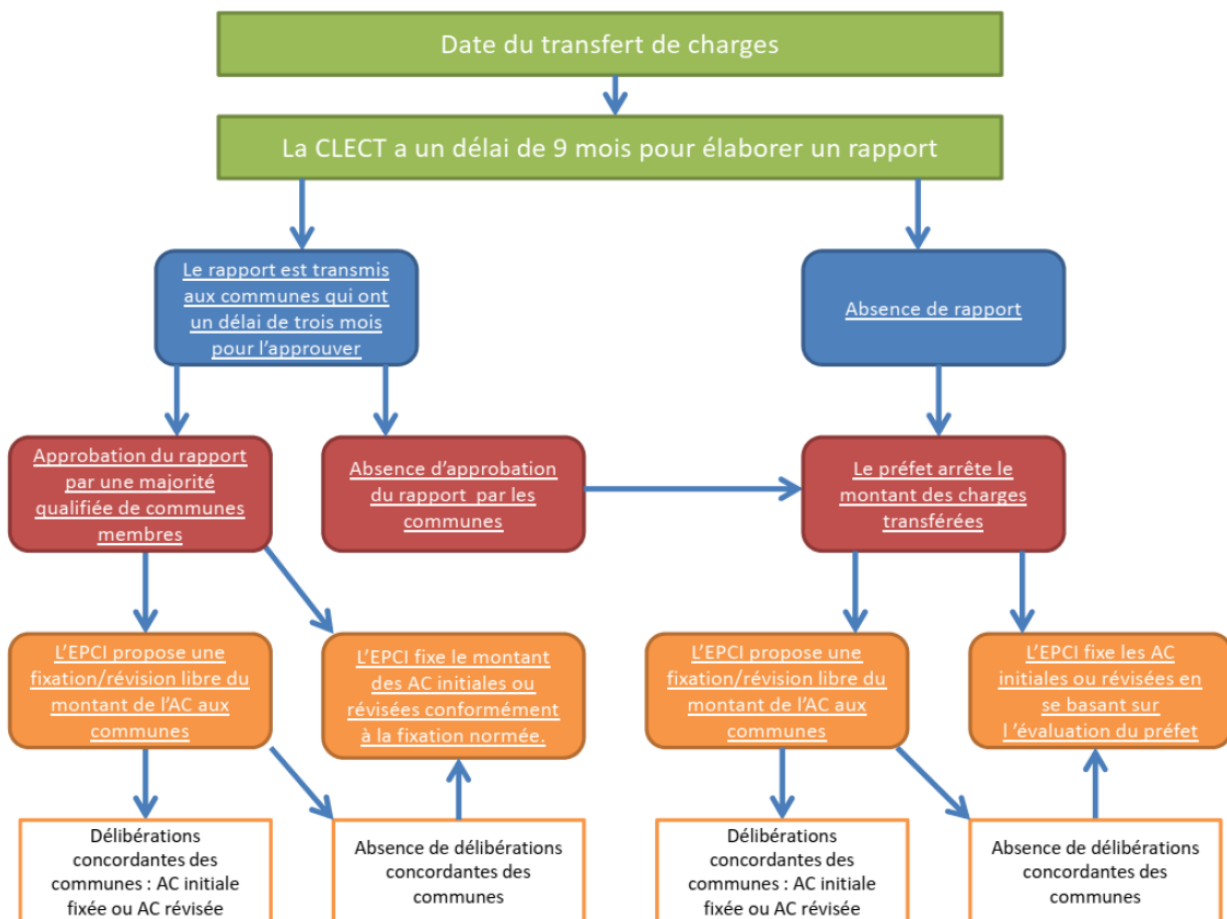 Date du transfert de charges
La CLECT a un délai de 9 mois pour élaborer un rapport
Le rapport est transmis
aux communes qui ont
un délai de trois mois
pour l'approuver
Absence de rapport
Approbation du rapport
par une majorité
qualifiée de communes
membres
Absence d'approbation
du rapport par les
communes
Le préfet arrête le
montant des charges
transférées
L'EPCI propose une
fixation/révision libre du
montant de l'AC aux
communes
L'EPCI fixe le montant
des AC initiales ou
révisées conformément
à la fixation normée.
L'EPCI propose une
fixation/révision libre du
montant de l'AC aux
communes
L'EPCI fixe les AC
initiales ou révisées en
se basant sur
l 'évaluation du préfet
Délibérations
concordantes des
communes : AC initiale
fixée ou AC révisée
Absence de délibérations
concordantes des
communes
Délibérations
concordantes des
communes : AC initiale
fixée ou AC révisée
Absence de délibérations
concordantes des
communes